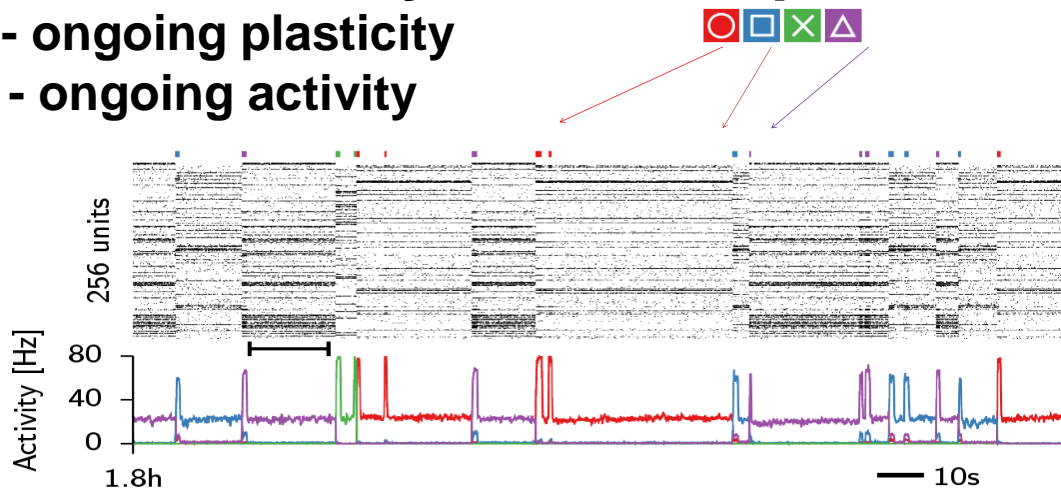 - ongoing plasticity
- ongoing activity
256 units
Activity [Hz]
80
40
0
1.8h
10s